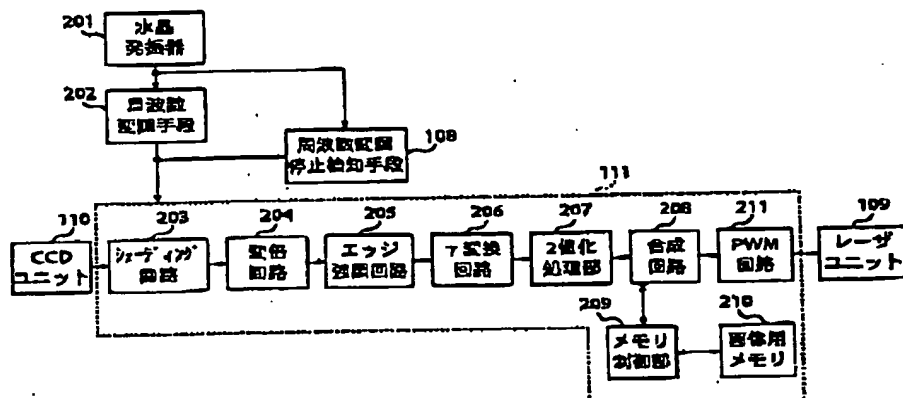 201
水晶
発振器
202
周波数
変調手段
周波数変調
停止検知手段
108
111
110
CCD
ユニット
203
シェーディング
回路
204
変倍
回路
205
エッジ
強調回路
206
γ変換
回路
207
2値化
処理部
208
合成
回路
211
PWM
回路
109
レーザ
ユニット
209
メモリ
制御部
210
画像用
メモリ